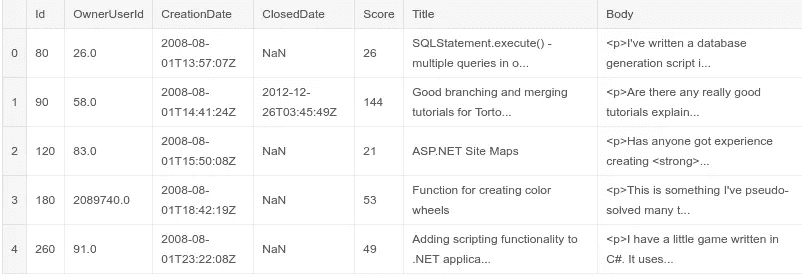 Id OwnerUserId CreationDate ClosedDate Score Title Body
0 80 26.0 2008-08-01T13:57:07Z NaN 26 SQLStatement.execute() - multiple queries in o... <p>I've written a database generation script i...
1 90 58.0 2008-08-01T14:41:24Z 2012-12-26T03:45:49Z 144 Good branching and merging tutorials for Torto... <p>Are there any really good tutorials explain...
2 120 83.0 2008-08-01T15:50:08Z NaN 21 ASP.NET Site Maps <p>Has anyone got experience creating <strong>...
3 180 2089740.0 2008-08-01T18:42:19Z NaN 53 Function for creating color wheels <p>This is something I've pseudo-solved many t...
4 260 91.0 2008-08-01T23:22:08Z NaN 49 Adding scripting functionality to .NET applica... <p>I have a little game written in C#. It uses...